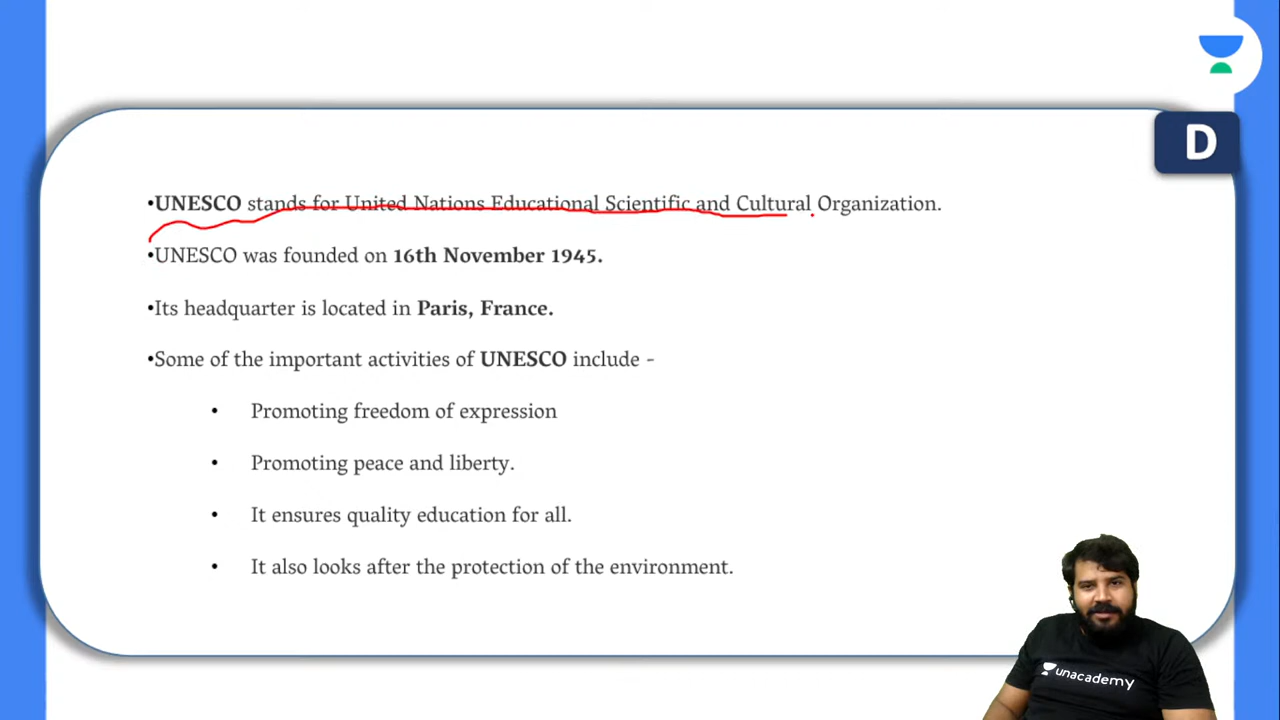 D
•UNESCO stands for United Nations Educational Scientific and Cultural Organization.
•UNESCO was founded on 16th November 1945.
•Its headquarter is located in Paris, France.
•Some of the important activities of UNESCO include -
• Promoting freedom of expression
• Promoting peace and liberty.
• It ensures quality education for all.
• It also looks after the protection of the environment.
unacademy